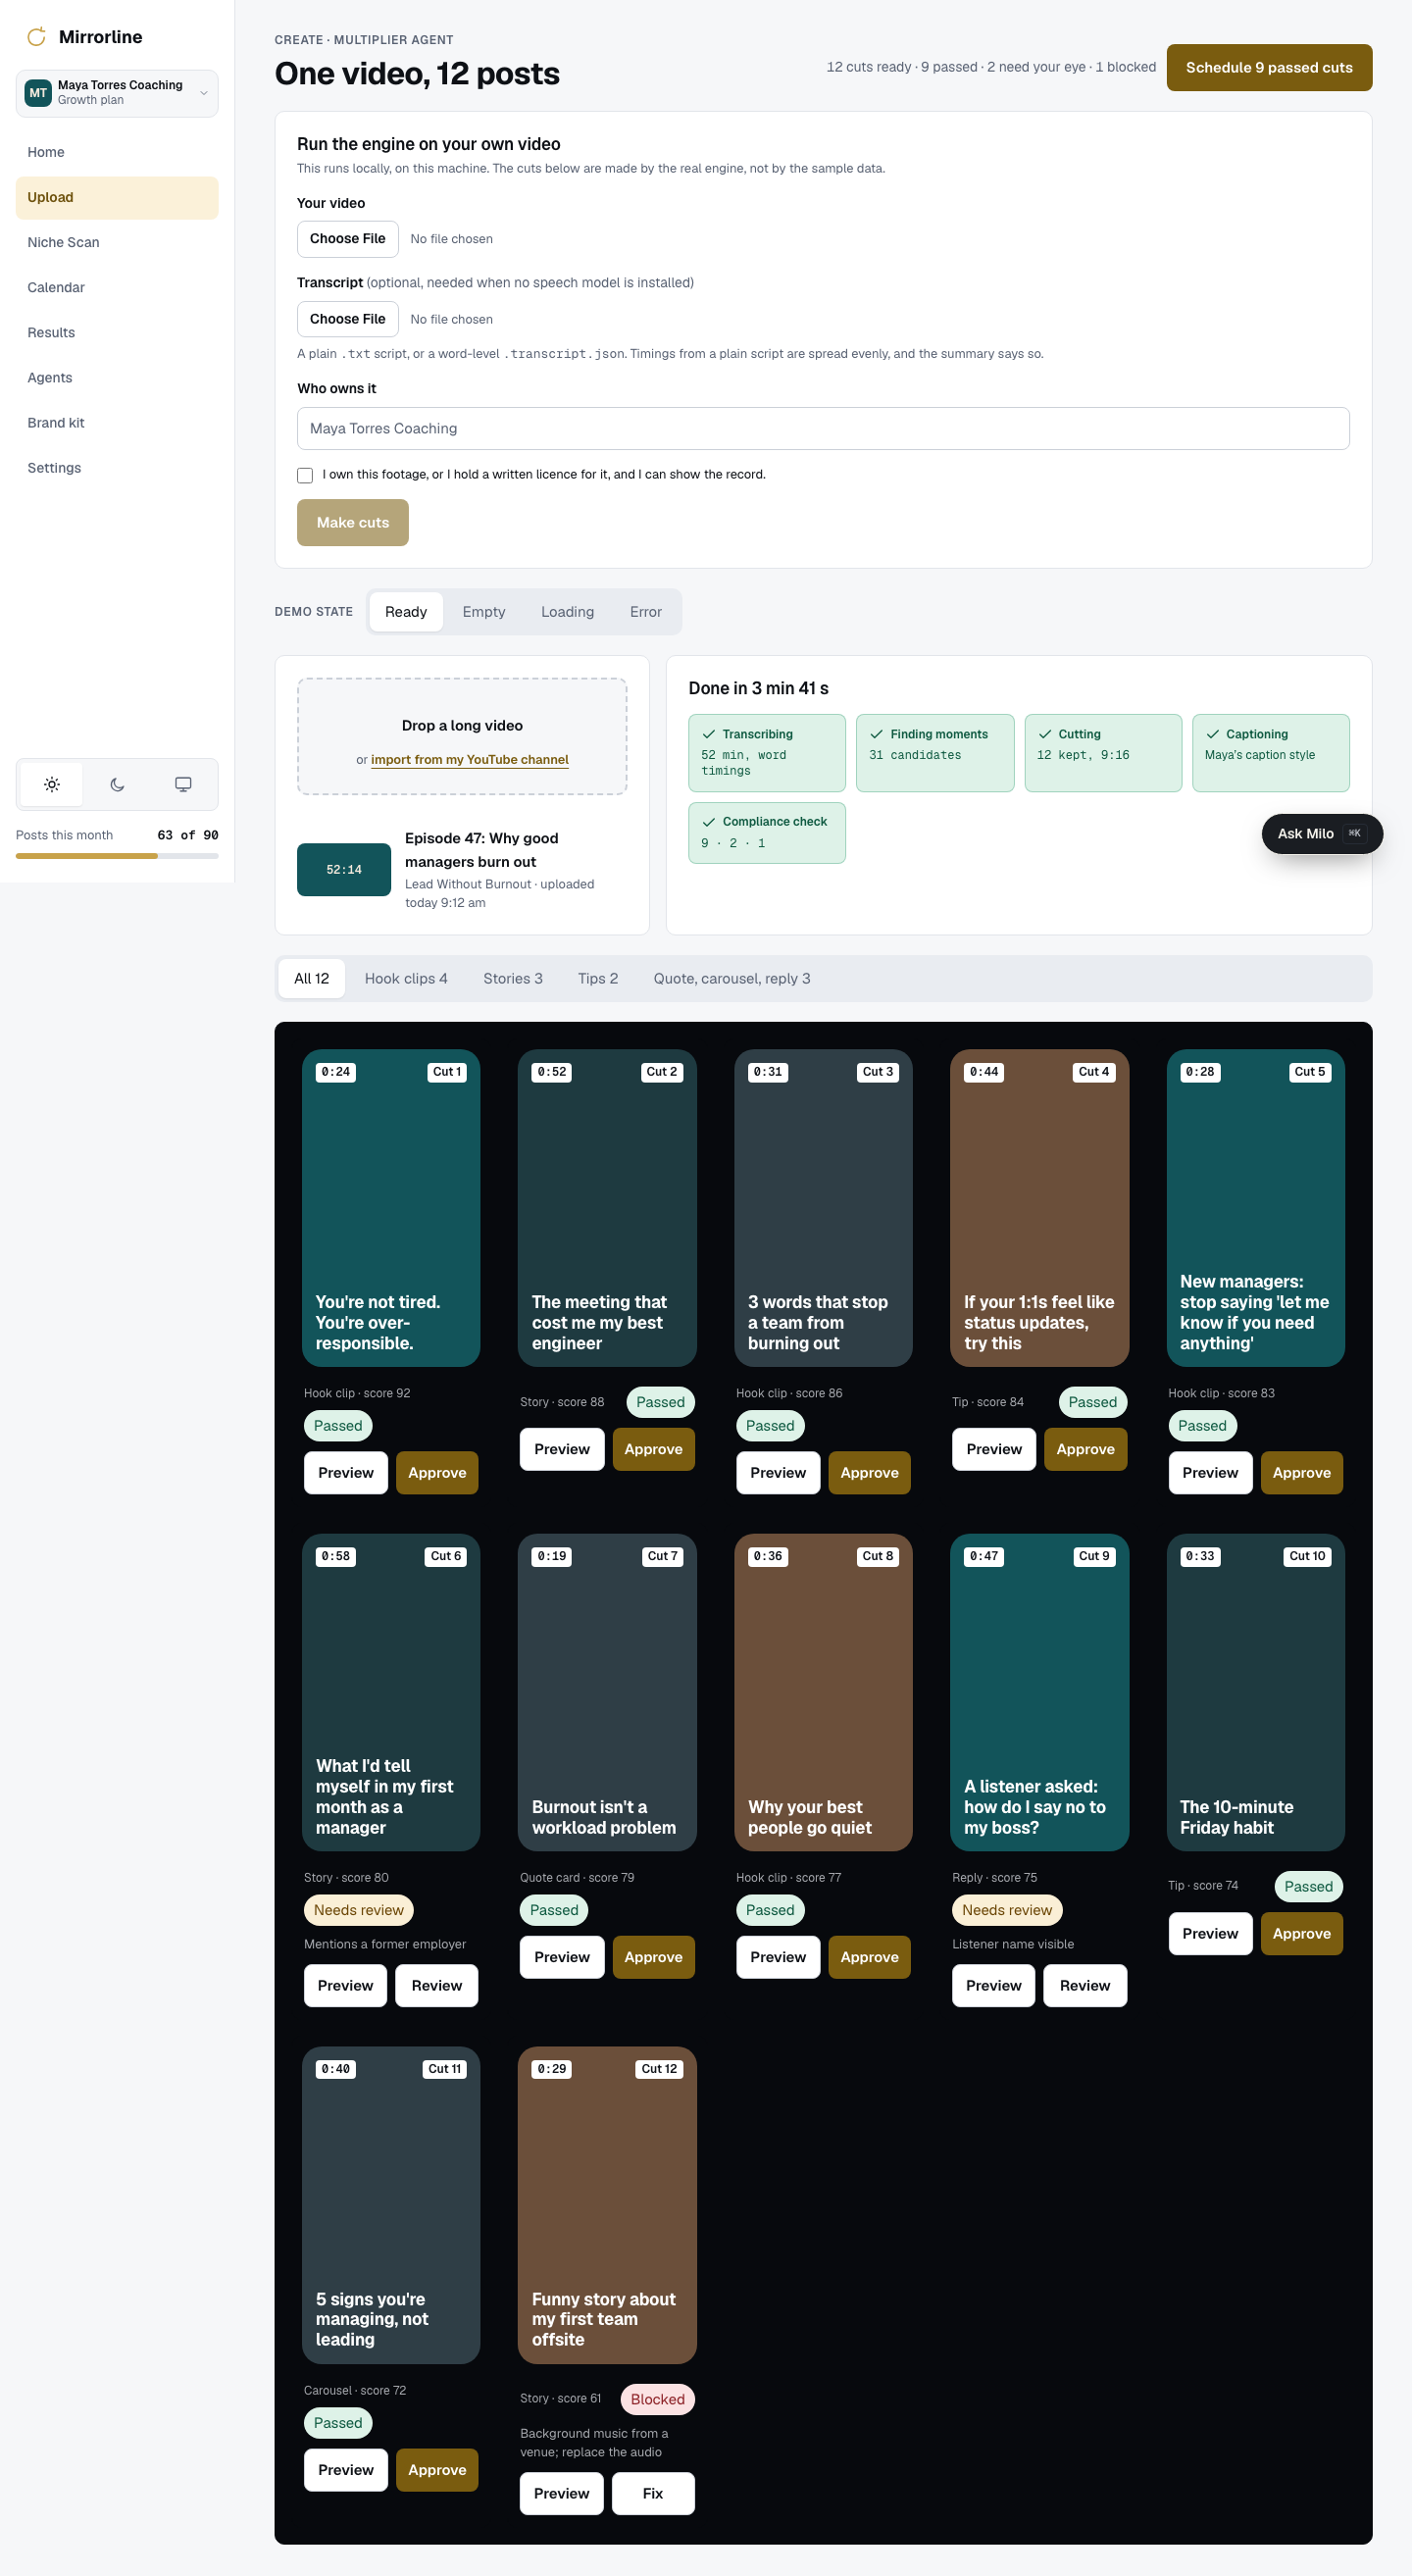 Mirrorline
MT
Maya Torres Coaching
Growth plan
Home
Upload
Niche Scan
Calendar
Results
Agents
Brand kit
Settings
Posts this month
63 of 90
CREATE · MULTIPLIER AGENT
One video, 12 posts
12 cuts ready · 9 passed · 2 need your eye · 1 blocked
Schedule 9 passed cuts
Run the engine on your own video
This runs locally, on this machine. The cuts below are made by the real engine, not by the sample data.
Your video
Choose File
No file chosen
Transcript (optional, needed when no speech model is installed)
Choose File
No file chosen
A plain .txt script, or a word-level .transcript.json. Timings from a plain script are spread evenly, and the summary says so.
Who owns it
Maya Torres Coaching
I own this footage, or I hold a written licence for it, and I can show the record.
Make cuts
DEMO STATE
Ready
Empty
Loading
Error
Drop a long video
or import from my YouTube channel
52:14
Episode 47: Why good
managers burn out
Lead Without Burnout · uploaded
today 9:12 am
Done in 3 min 41 s
Transcribing
52 min, word
timings
Finding moments
31 candidates
Cutting
12 kept, 9:16
Captioning
Maya's caption style
Compliance check
9 · 2 · 1
Ask Milo
⌘K
All 12
Hook clips 4
Stories 3
Tips 2
Quote, carousel, reply 3
0:24
Cut 1
You're not tired.
You're over-
responsible.
Hook clip · score 92
Passed
Preview
Approve
0:52
Cut 2
The meeting that
cost me my best
engineer
Story · score 88
Passed
Preview
Approve
0:31
Cut 3
3 words that stop
a team from
burning out
Hook clip · score 86
Passed
Preview
Approve
0:44
Cut 4
If your 1:1s feel like
status updates,
try this
Tip · score 84
Passed
Preview
Approve
0:28
Cut 5
New managers:
stop saying 'let me
know if you need
anything'
Hook clip · score 83
Passed
Preview
Approve
0:58
Cut 6
What I'd tell
myself in my first
month as a
manager
Story · score 80
Needs review
Mentions a former employer
Preview
Review
0:19
Cut 7
Burnout isn't a
workload problem
Quote card · score 79
Passed
Preview
Approve
0:36
Cut 8
Why your best
people go quiet
Hook clip · score 77
Passed
Preview
Approve
0:47
Cut 9
A listener asked:
how do I say no to
my boss?
Reply · score 75
Needs review
Listener name visible
Preview
Review
0:33
Cut 10
The 10-minute
Friday habit
Tip · score 74
Passed
Preview
Approve
0:40
Cut 11
5 signs you're
managing, not
leading
Carousel · score 72
Passed
Preview
Approve
0:29
Cut 12
Funny story about
my first team
offsite
Story · score 61
Blocked
Background music from a
venue; replace the audio
Preview
Fix